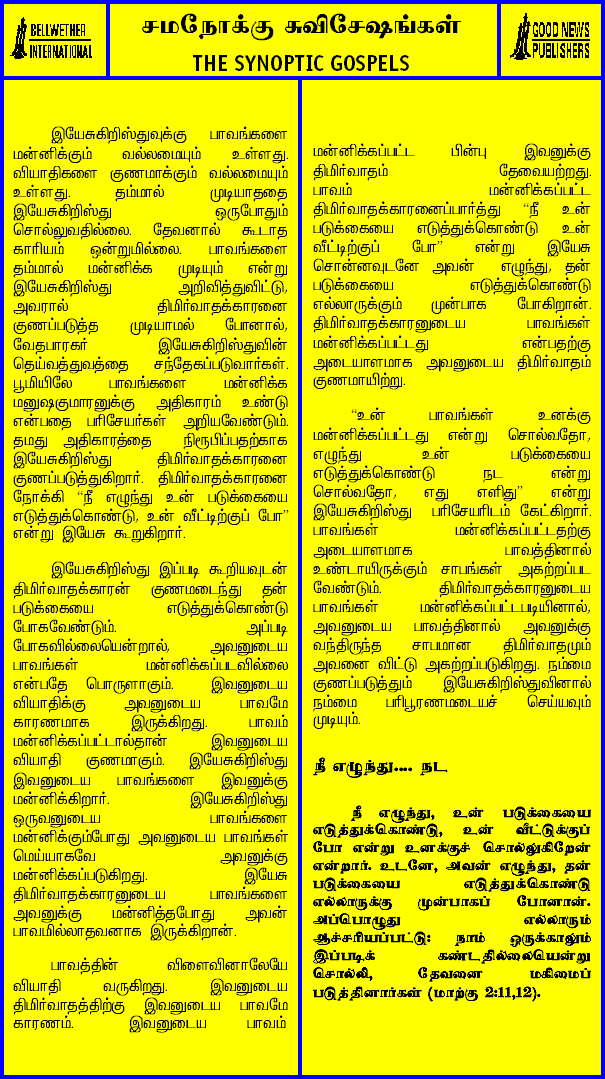 BELLWETHER
INTERNATIONAL
சமநோக்கு சுவிசேஷங்கள்
THE SYNOPTIC GOSPELS
GOOD NEWS
PUBLISHERS
இயேசுகிறிஸ்துவுக்கு பாவங்களை
மன்னிக்கும் வல்லமையும் உள்ளது.
வியாதிகளை குணமாக்கும் வல்லமையும்
உள்ளது. தம்மால் முடியாததை
இயேசுகிறிஸ்து ஒருபோதும்
சொல்லுவதில்லை. தேவனால் கூடாத
காரியம் ஒன்றுமில்லை. பாவங்களை
தம்மால் மன்னிக்க முடியும் என்று
இயேசுகிறிஸ்து அறிவித்துவிட்டு,
அவரால் திமிர்வாதக்காரனை
குணப்படுத்த முடியாமல் போனால்,
வேதபாரகர் இயேசுகிறிஸ்துவின்
தெய்வத்துவத்தை சந்தேகப்படுவார்கள்.
பூமியிலே பாவங்களை மன்னிக்க
மனுஷகுமாரனுக்கு அதிகாரம் உண்டு
என்பதை பரிசேயர்கள் அறியவேண்டும்.
தமது அதிகாரத்தை நிரூபிப்பதற்காக
இயேசுகிறிஸ்து திமிர்வாதக்காரனை
குணப்படுத்துகிறார். திமிர்வாதக்காரனை
நோக்கி “நீ எழுந்து உன் படுக்கையை
எடுத்துக்கொண்டு, உன் வீட்டிற்குப் போ”
என்று இயேசு கூறுகிறார்.
இயேசுகிறிஸ்து இப்படி கூறியவுடன்
திமிர்வாதக்காரன் குணமடைந்து தன்
படுக்கையை எடுத்துக்கொண்டு
போகவேண்டும். அப்படி
போகவில்லையென்றால், அவனுடைய
பாவங்கள் மன்னிக்கப்படவில்லை
என்பதே பொருளாகும். இவனுடைய
வியாதிக்கு அவனுடைய பாவமே
காரணமாக இருக்கிறது. பாவம்
மன்னிக்கப்பட்டால்தான் இவனுடைய
வியாதி குணமாகும். இயேசுகிறிஸ்து
இவனுடைய பாவங்களை இவனுக்கு
மன்னிக்கிறார். இயேசுகிறிஸ்து
ஒருவனுடைய பாவங்களை
மன்னிக்கும்போது அவனுடைய பாவங்கள்
மெய்யாகவே அவனுக்கு
மன்னிக்கப்படுகிறது. இயேசு
திமிர்வாதக்காரனுடைய பாவங்களை
அவனுக்கு மன்னித்தபோது அவன்
பாவமில்லாதவனாக இருக்கிறான்.
பாவத்தின் விளைவினாலேயே
வியாதி வருகிறது. இவனுடைய
திமிர்வாதத்திற்கு இவனுடைய பாவமே
காரணம். இவனுடைய பாவம்
மன்னிக்கப்பட்ட பின்பு இவனுக்கு
திமிர்வாதம் தேவையற்றது.
பாவம் மன்னிக்கப்பட்ட
திமிர்வாதக்காரனைப்பார்த்து “நீ உன்
படுக்கையை எடுத்துக்கொண்டு உன்
வீட்டிற்குப் போ” என்று இயேசு
சொன்னவுடனே அவன் எழுந்து, தன்
படுக்கையை எடுத்துக்கொண்டு
எல்லாருக்கும் முன்பாக போகிறான்.
திமிர்வாதக்காரனுடைய பாவங்கள்
மன்னிக்கப்பட்டது என்பதற்கு
அடையாளமாக அவனுடைய திமிர்வாதம்
குணமாயிற்று.
“உன் பாவங்கள் உனக்கு
மன்னிக்கப்பட்டது என்று சொல்வதோ,
எழுந்து உன் படுக்கையை
எடுத்துக்கொண்டு நட என்று
சொல்வதோ, எது எளிது” என்று
இயேசுகிறிஸ்து பரிசேயரிடம் கேட்கிறார்.
பாவங்கள் மன்னிக்கப்பட்டதற்கு
அடையாளமாக பாவத்தினால்
உண்டாயிருக்கும் சாபங்கள் அகற்றப்பட
வேண்டும். திமிர்வாதக்காரனுடைய
பாவங்கள் மன்னிக்கப்பட்டபடியினால்,
அவனுடைய பாவத்தினால் அவனுக்கு
வந்திருந்த சாபமான திமிர்வாதமும்
அவனை விட்டு அகற்றப்படுகிறது. நம்மை
குணப்படுத்தும் இயேசுகிறிஸ்துவினால்
நம்மை பரிபூரணமடையச் செய்யவும்
முடியும்.
நீ எழுந்து.... நட
நீ எழுந்து, உன் படுக்கையை
எடுத்துக்கொண்டு, உன் வீட்டுக்குப்
போ என்று உனக்குச் சொல்லுகிறேன்
என்றார். உடனே, அவன் எழுந்து, தன்
படுக்கையை எடுத்துக்கொண்டு
எல்லாருக்கு முன்பாகப் போனான்.
அப்பொழுது எல்லாரும்
ஆச்சரியப்பட்டு: நாம் ஒருக்காலும்
இப்படிக் கண்டதில்லையென்று
சொல்லி, தேவனை மகிமைப்
படுத்தினார்கள் (மாற்கு 2:11,12).